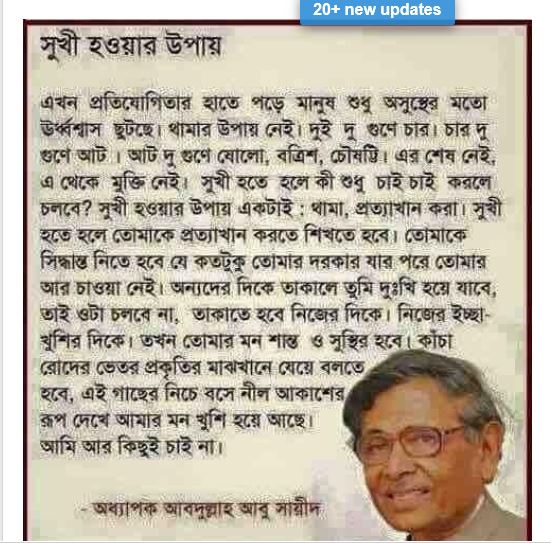 20+ new updates
সুখী হওয়ার উপায়
এখন প্রতিযোগিতার হাতে পড়ে মানুষ শুধু অসুস্থের মতো
ঊর্ধ্বশ্বাস ছুটছে। থামার উপায় নেই। দুই দু গুণে চার। চার দু
গুণে আট । আট দু গুণে ষোলো, বত্রিশ, চৌষট্টি। এর শেষ নেই,
এ থেকে মুক্তি নেই। সুখী হতে হলে কী শুধু চাই চাই করলে
চলবে? সুখী হওয়ার উপায় একটাই : থামা, প্রত্যাখান করা। সুখী
হতে হলে তোমাকে প্রত্যাখান করতে শিখতে হবে। তোমাকে
সিদ্ধান্ত নিতে হবে যে কতটুকু তোমার দরকার যার পরে তোমার
আর চাওয়া নেই। অন্যদের দিকে তাকালে তুমি দুঃখি হয়ে যাবে,
তাই ওটা চলবে না, তাকাতে হবে নিজের দিকে। নিজের ইচ্ছা-
খুশির দিকে। তখন তোমার মন শান্ত ও সুস্থির হবে। কাঁচা
রোদের ভেতর প্রকৃতির মাঝখানে যেয়ে বলতে
হবে, এই গাছের নিচে বসে নীল আকাশের
রূপ দেখে আমার মন খুশি হয়ে আছে।
আমি আর কিছুই চাই না।
- অধ্যাপক আবদুল্লাহ আবু সায়ীদ